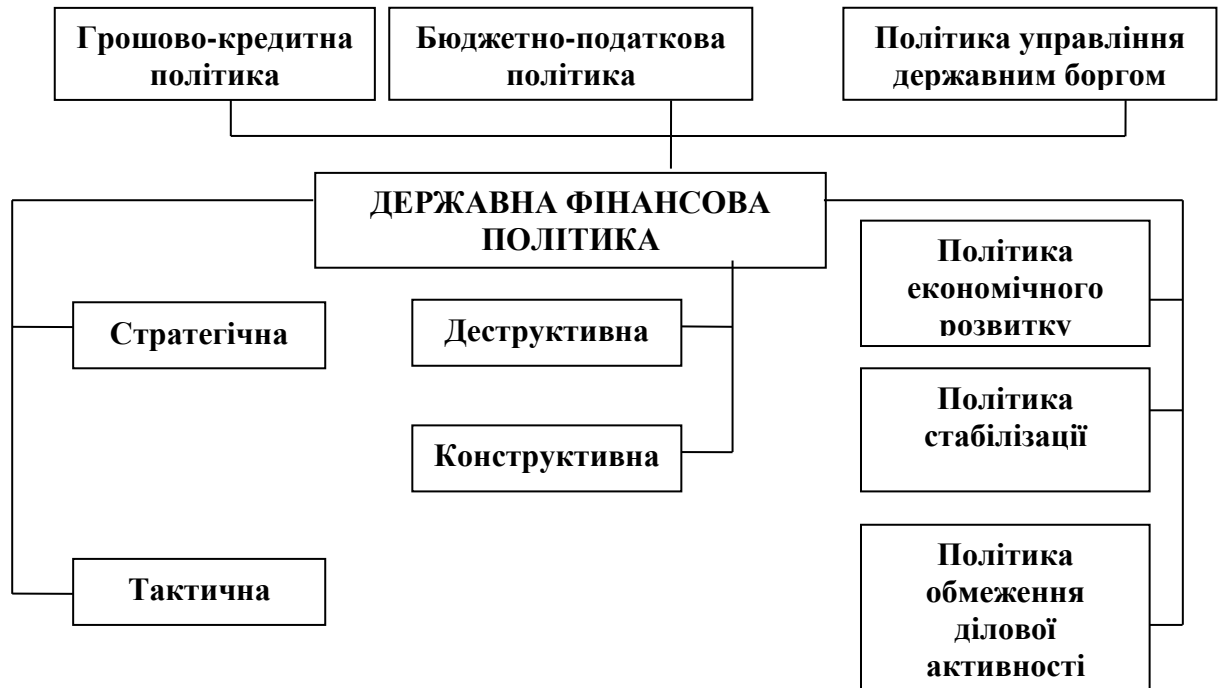 Грошово-кредитна
політика
Бюджетно-податкова
політика
Політика управління
державним боргом
ДЕРЖАВНА ФІНАНСОВА
ПОЛІТИКА
Стратегічна
Тактична
Деструктивна
Конструктивна
Політика
економічного
розвитку
Політика
стабілізації
Політика
обмеження
ділової
активності